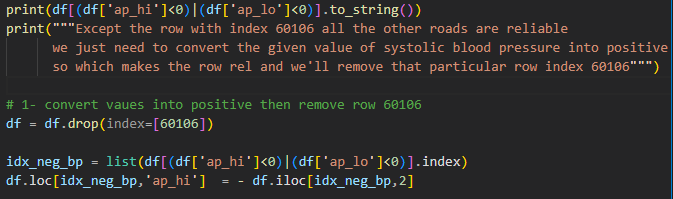 print(df[(df['ap_hi']<0)|(df['ap_lo']<0)].to_string())
print("""Except the row with index 60106 all the other roads are reliable
we just need to convert the given value of systolic blood pressure into positive
so which makes the row rel and we'll remove that particular row index 60106""")
# 1- convert vaues into positive then remove row 60106
df = df.drop(index=[60106])
idx_neg_bp = list(df[(df['ap_hi']<0)|(df['ap_lo']<0)].index)
df.loc[idx_neg_bp,'ap_hi']  = - df.iloc[idx_neg_bp,2]